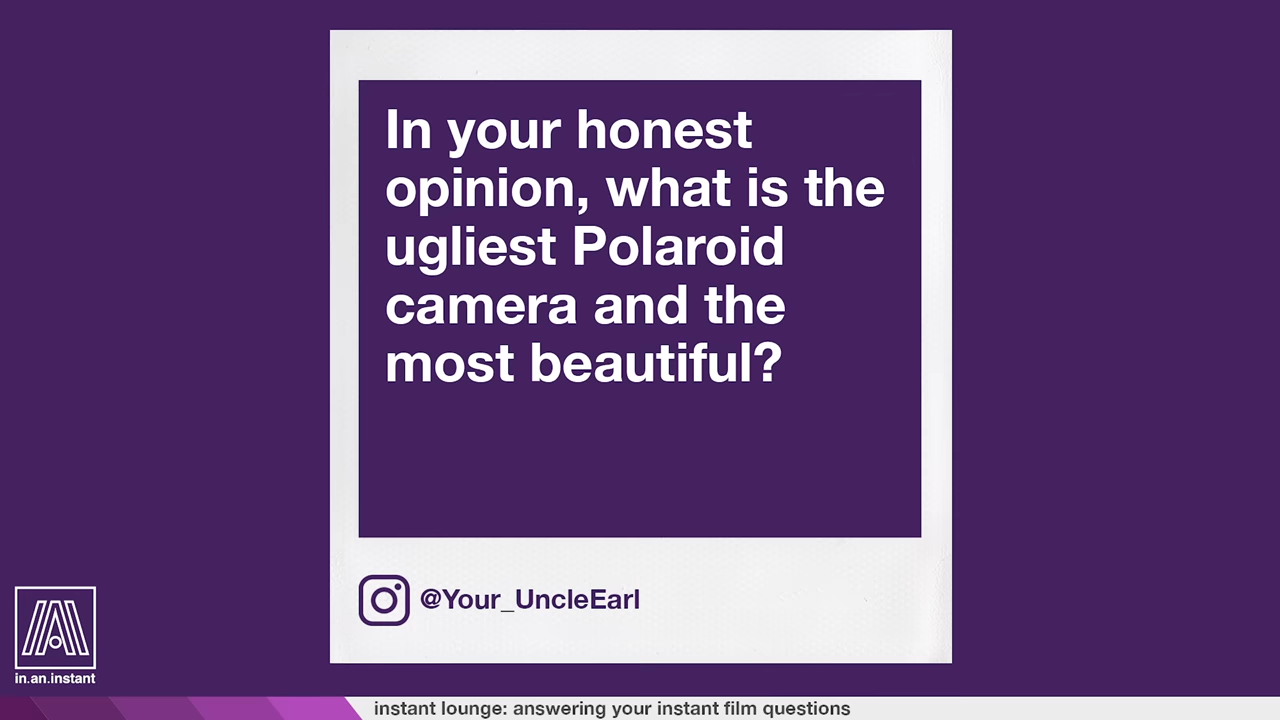 In your honest
opinion, what is the
ugliest Polaroid
camera and the
most beautiful?
@Your_UncleEarl
in.an.instant
instant lounge: answering your instant film questions